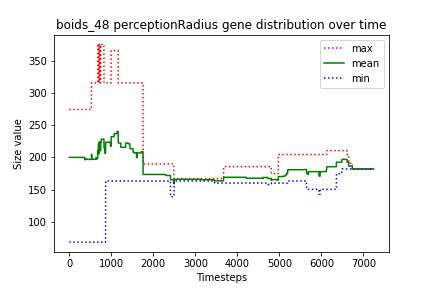 boids_48 perceptionRadius gene distribution over time
max
mean
min
350
300
250
200
150
100
Size value
0 1000 2000 3000 4000 5000 6000 7000
Timesteps